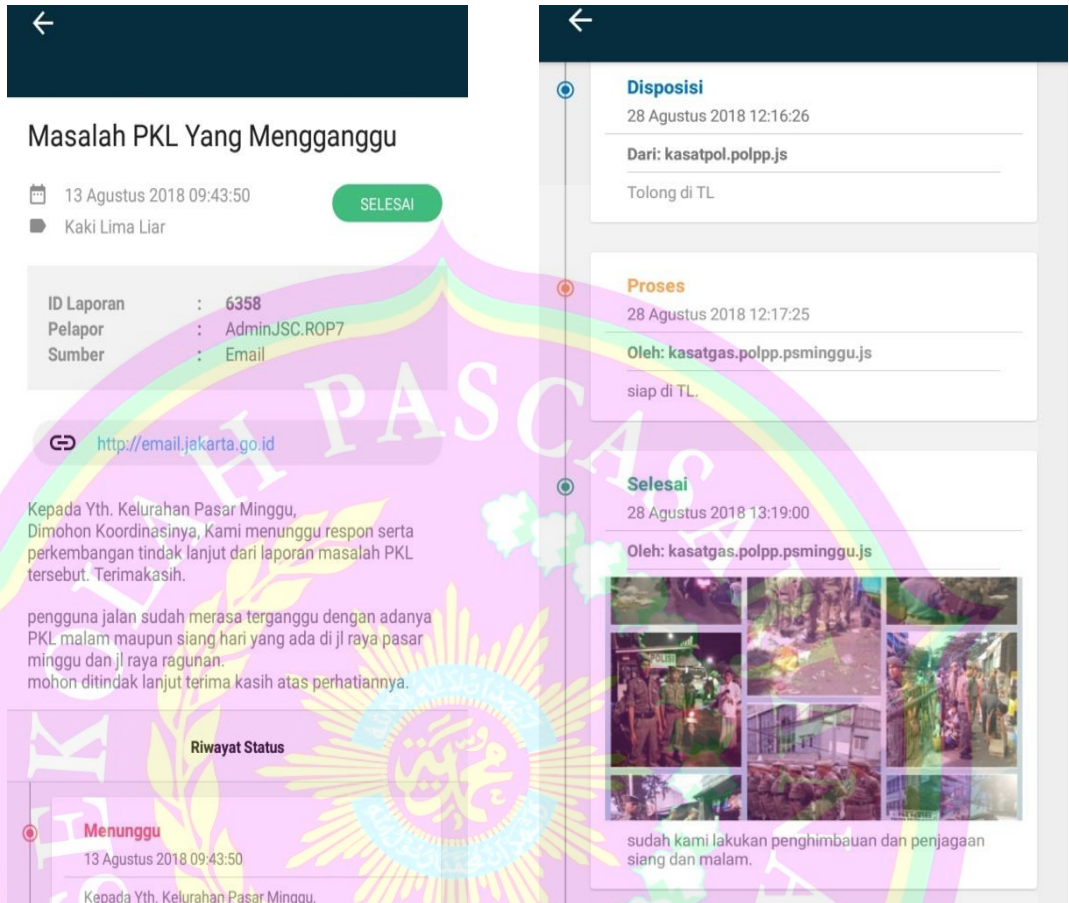 Masalah PKL Yang Mengganggu
13 Agustus 2018 09:43:50
SELESAI
Kaki Lima Liar
ID Laporan : 6358
Pelapor : AdminJSC.ROP7
Sumber : Email
http://email.jakarta.go.id
Kepada Yth. Kelurahan Pasar Minggu,
Dimohon Koordinasinya, Kami menunggu respon serta
perkembangan tindak lanjut dari laporan masalah PKL
tersebut. Terimakasih.
pengguna jalan sudah merasa terganggu dengan adanya
PKL malam maupun siang hari yang ada di jl raya pasar
minggu dan jl raya ragunan.
mohon ditindak lanjut terima kasih atas perhatiannya.
Riwayat Status
Menunggu
13 Agustus 2018 09:43:50
Kepada Yth. Kelurahan Pasar Minggu,
Disposisi
28 Agustus 2018 12:16:26
Dari: kasatpol.polpp.js
Tolong di TL
Proses
28 Agustus 2018 12:17:25
Oleh: kasatgas.polpp.psminggu.js
siap di TL.
Selesai
28 Agustus 2018 13:19:00
Oleh: kasatgas.polpp.psminggu.js
POLISI
sudah kami lakukan penghimbauan dan penjagaan
siang dan malam.
SEKOLAH PASCASA